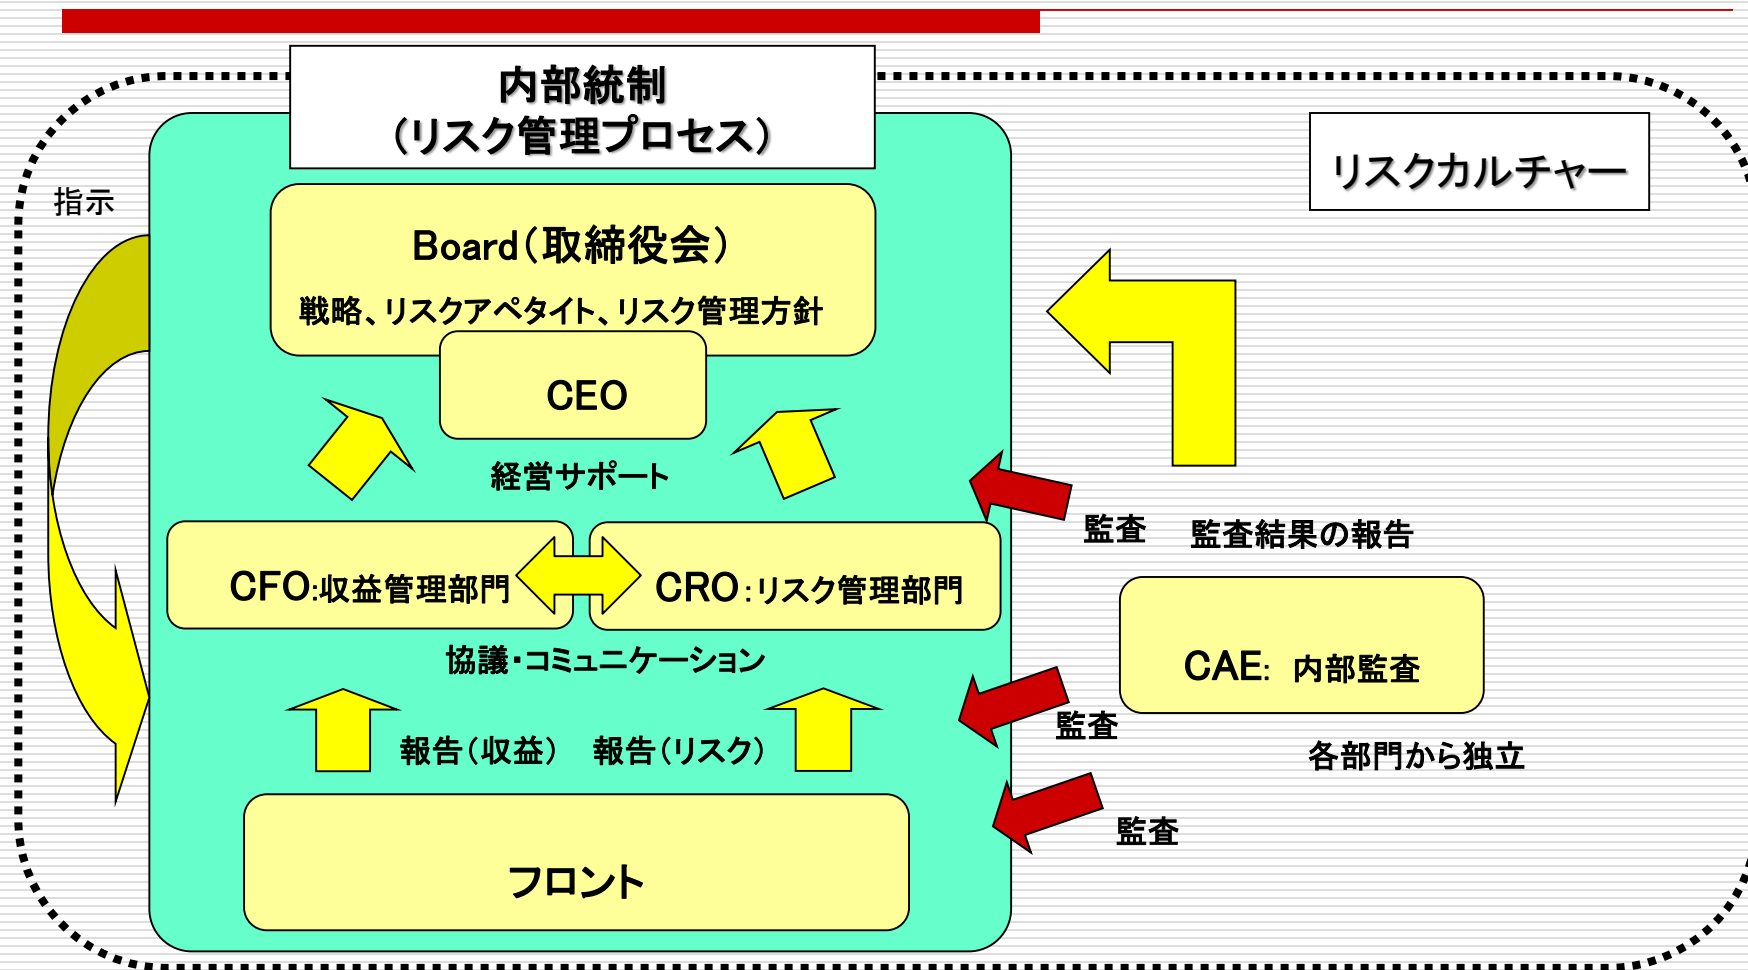 内部統制
（リスク管理プロセス）
リスクカルチャー
指示
Board（取締役会）
戦略、リスクアペタイト、リスク管理方針
CEO
経営サポート
監査
監査結果の報告
CFO:収益管理部門
CRO：リスク管理部門
協議・コミュニケーション
CAE: 内部監査
監査
報告（収益）
報告（リスク）
各部門から独立
監査
フロント